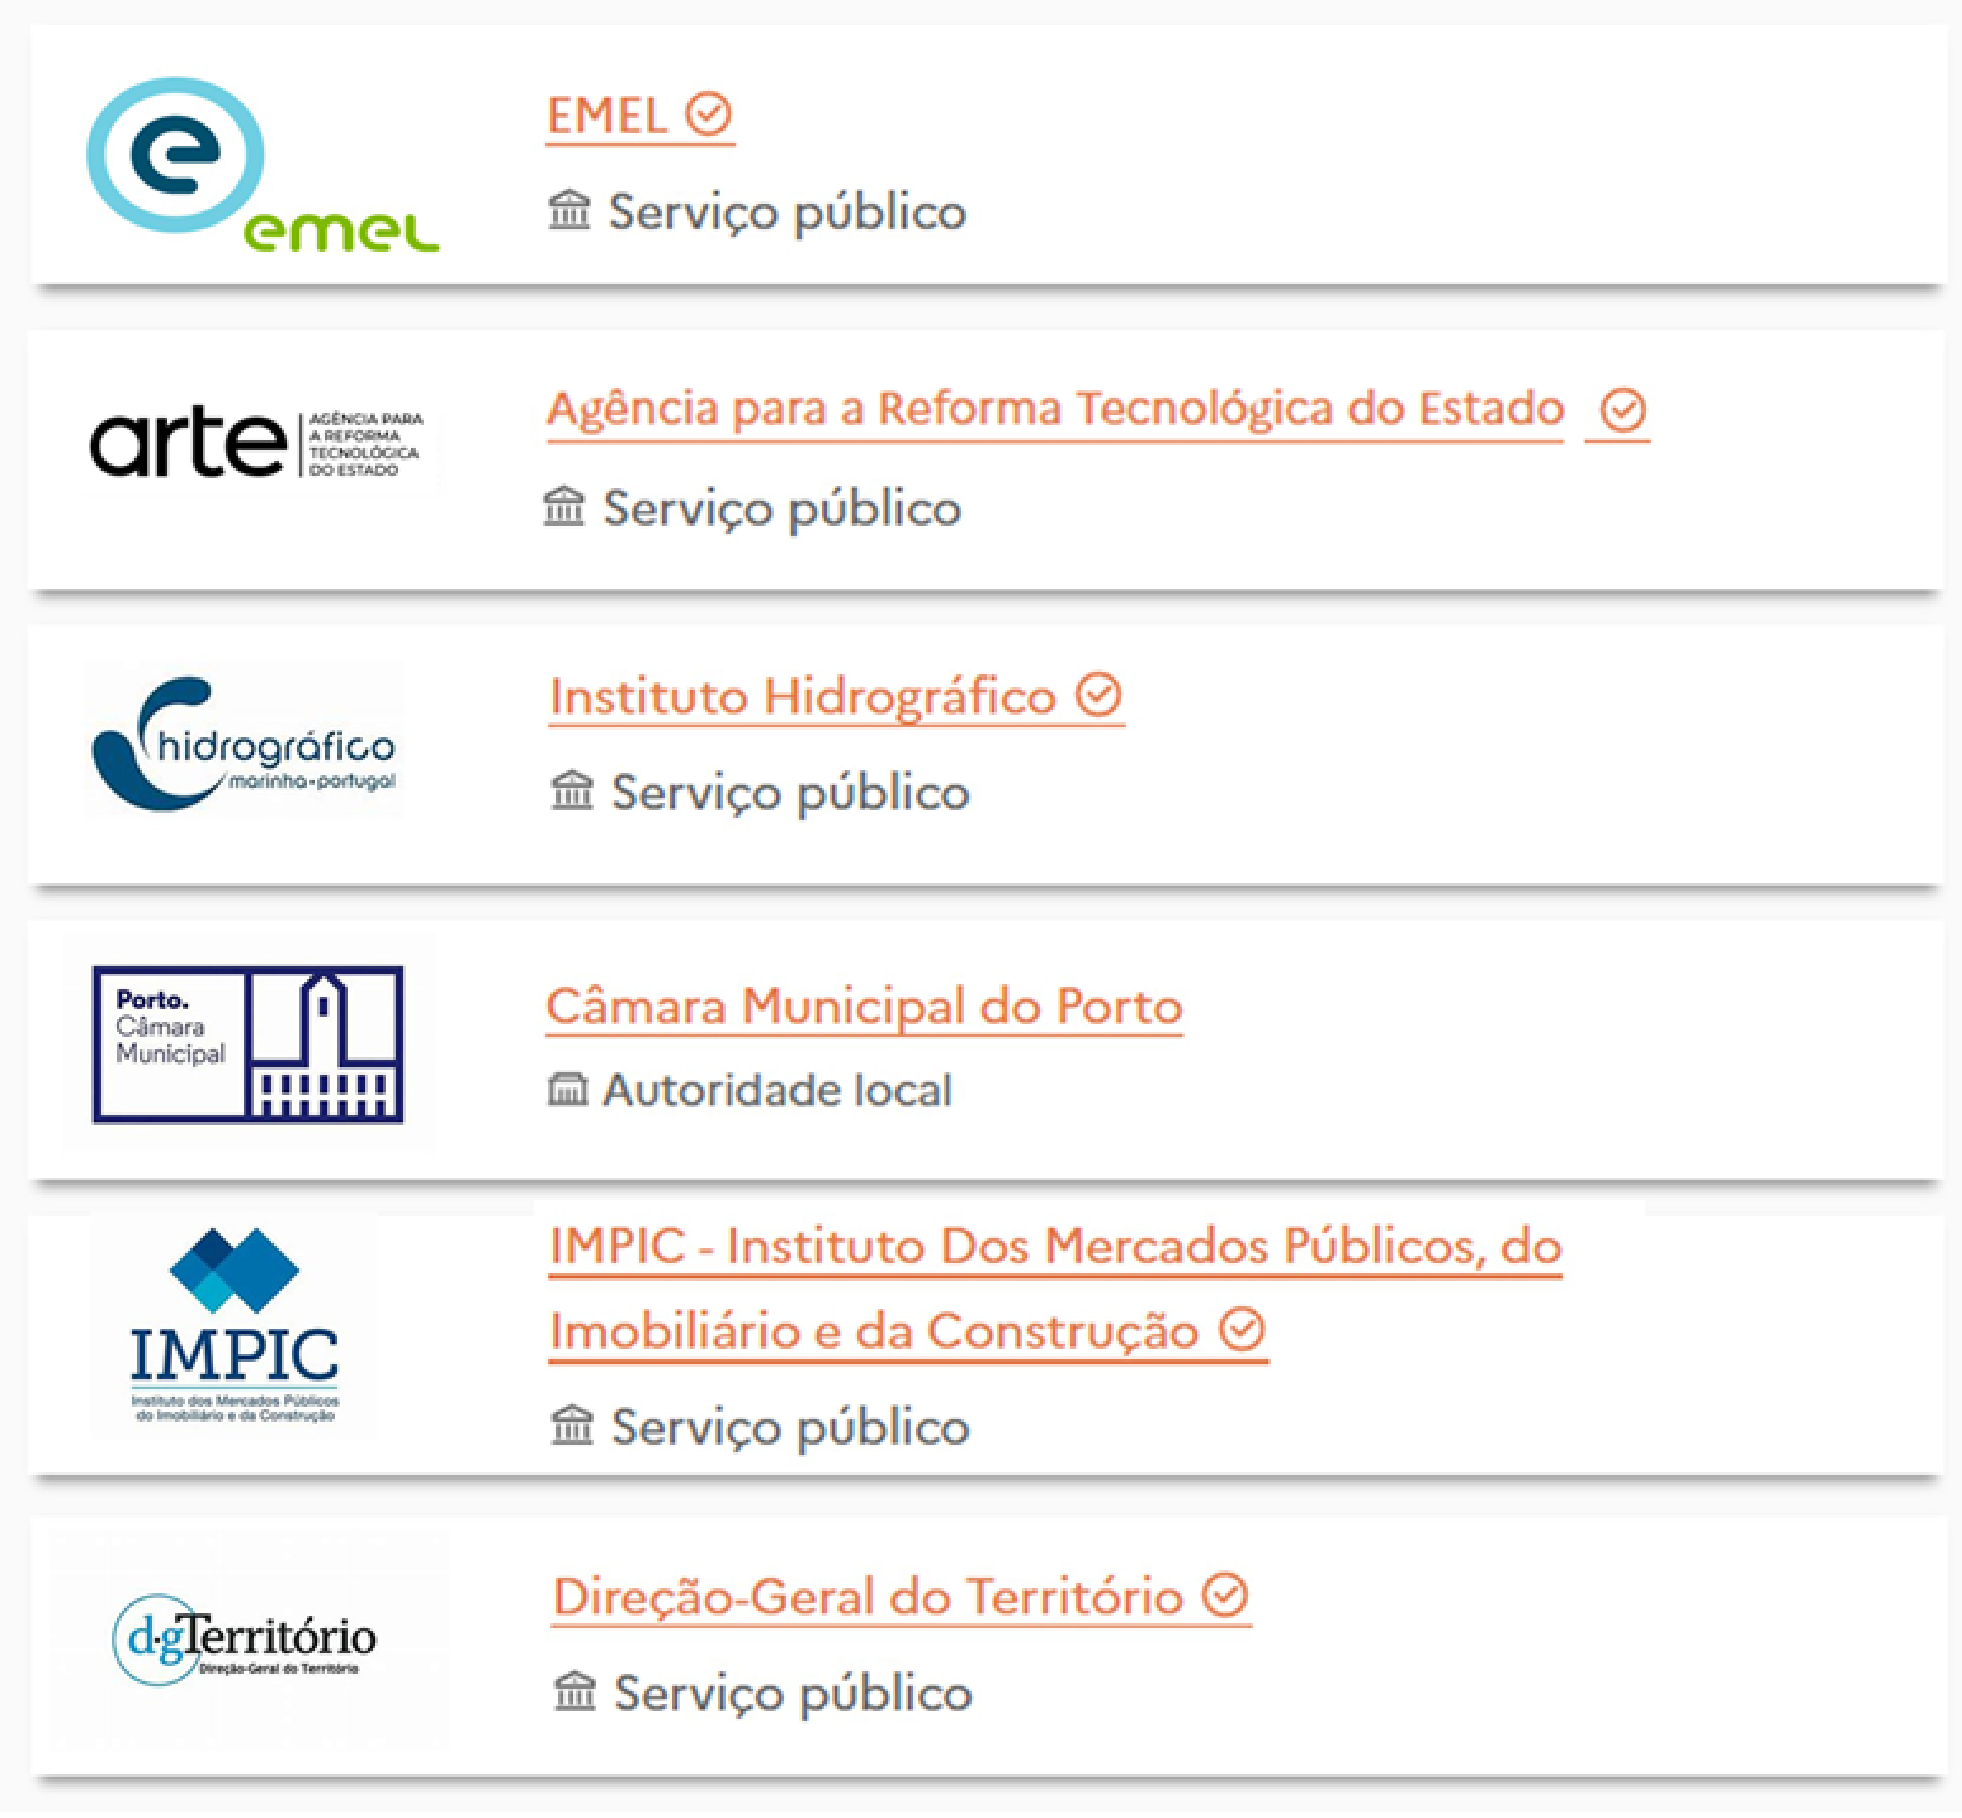 e
emel
EMEL
Serviço público
arte
AGÊNCIA PARA
A REFORMA
TECNOLÓGICA
DO ESTADO
Agência para a Reforma Tecnológica do Estado
Serviço público
hidrográfico
marinha-portugal
Instituto Hidrográfico
Serviço público
Porto.
Câmara
Municipal
Câmara Municipal do Porto
Autoridade local
IMPIC
Instituto dos Mercados Públicos
do Imobiliário e da Construção
IMPIC - Instituto Dos Mercados Públicos, do
Imobiliário e da Construção
Serviço público
d·gTerritório
Direção-Geral do Território
Direção-Geral do Território
Serviço público